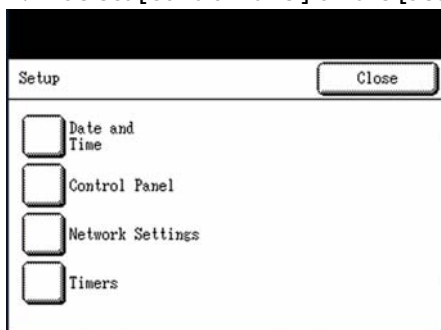 Setup
Close
Date and
Time
Control Panel
Network Settings
Timers